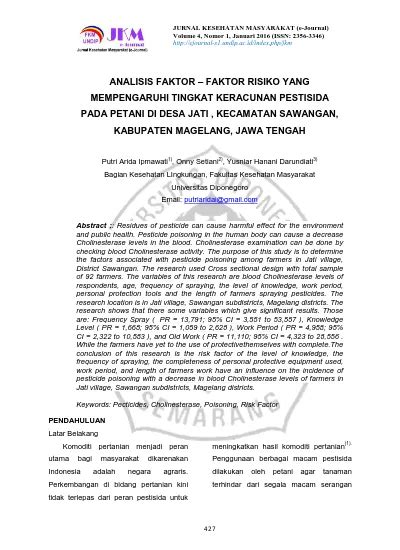 JURNAL KESEHATAN MASYARAKAT (e-Journal)
Volume 4, Nomor 1, Januari 2016 (ISSN: 2356-3346)
http://ejournal-s1.undip.ac.id/index.php/jkm
FKM
UNDIP
JKM
e-Journal
Jurnal Kesehatan Masyarakat (e-Journal)
ANALISIS FAKTOR – FAKTOR RISIKO YANG
MEMPENGARUHI TINGKAT KERACUNAN PESTISIDA
PADA PETANI DI DESA JATI , KECAMATAN SAWANGAN,
KABUPATEN MAGELANG, JAWA TENGAH
Putri Arida Ipmawati1), Onny Setiani2), Yusniar Hanani Darundiati3)
Bagian Kesehatan Lingkungan, Fakultas Kesehatan Masyarakat
Universitas Diponegoro
Email: putriaridai@gmail.com
Abstract ;: Residues of pesticide can cause harmful effect for the environment
and public health. Pesticide poisoning in the human body can cause a decrease
Cholinesterase levels in the blood. Cholinesterase examination can be done by
checking blood Cholinesterase activity. The purpose of this study is to determine
the factors associated with pesticide poisoning among farmers in Jati village,
District Sawangan. The research used Cross sectional design with total sample
of 92 farmers. The variables of this research are blood Cholinesterase levels of
respondents, age, frequency of spraying, the level of knowledge, work period,
personal protection tools and the length of farmers spraying pesticides. The
research location is in Jati village, Sawangan subdistricts, Magelang districts. The
research shows that there some variables which give significant results. Those
are: Frequency Spray ( PR = 13,791; 95% CI = 3,551 to 53,557 ), Knowledge
Level ( PR = 1,665; 95% CI = 1,059 to 2,625 ), Work Period ( PR = 4,955; 95%
CI = 2,322 to 10,553 ), and Old Work ( PR = 11,110; 95% CI = 4,323 to 28,556 .
While the farmers have yet to the use of protectivethemselves with complete.The
conclusion of this research is the risk factor of the level of knowledge, the
frequency of spraying, the completeness of personal protective equipment used,
work period, and length of farmers work have an influence on the incidence of
pesticide poisoning with a decrease in blood Cholinesterase levels of farmers in
Jati village, Sawangan subdistricts, Magelang districts.
Keywords: Pecticides, Cholinesterase, Poisoning, Risk Factor
SEMARANG
PENDAHULUAN
Latar Belakang
Komoditi pertanian menjadi peran
utama bagi masyarakat dikarenakan
Indonesia adalah negara agraris.
Perkembangan di bidang pertanian kini
tidak terlepas dari peran pestisida untuk
meningkatkan hasil komoditi pertanian(1).
Penggunaan berbagai macam pestisida
dilakukan oleh petani agar tanaman
terhindar dari segala macam serangan
427